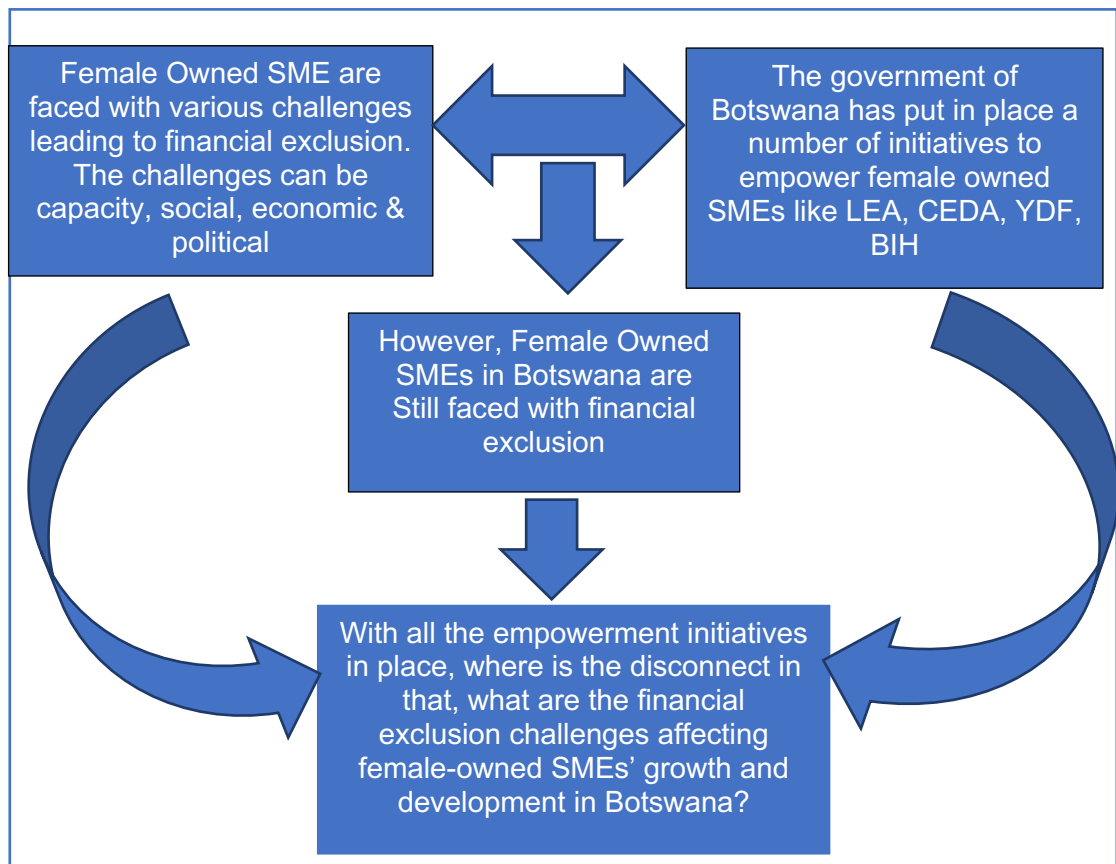 Female Owned SME are
faced with various challenges
leading to financial exclusion.
The challenges can be
capacity, social, economic &
political
The government of
Botswana has put in place a
number of initiatives to
empower female owned
SMEs like LEA, CEDA, YDF,
BIH
However, Female Owned
SMEs in Botswana are
Still faced with financial
exclusion
With all the empowerment initiatives
in place, where is the disconnect in
that, what are the financial
exclusion challenges affecting
female-owned SMEs’ growth and
development in Botswana?